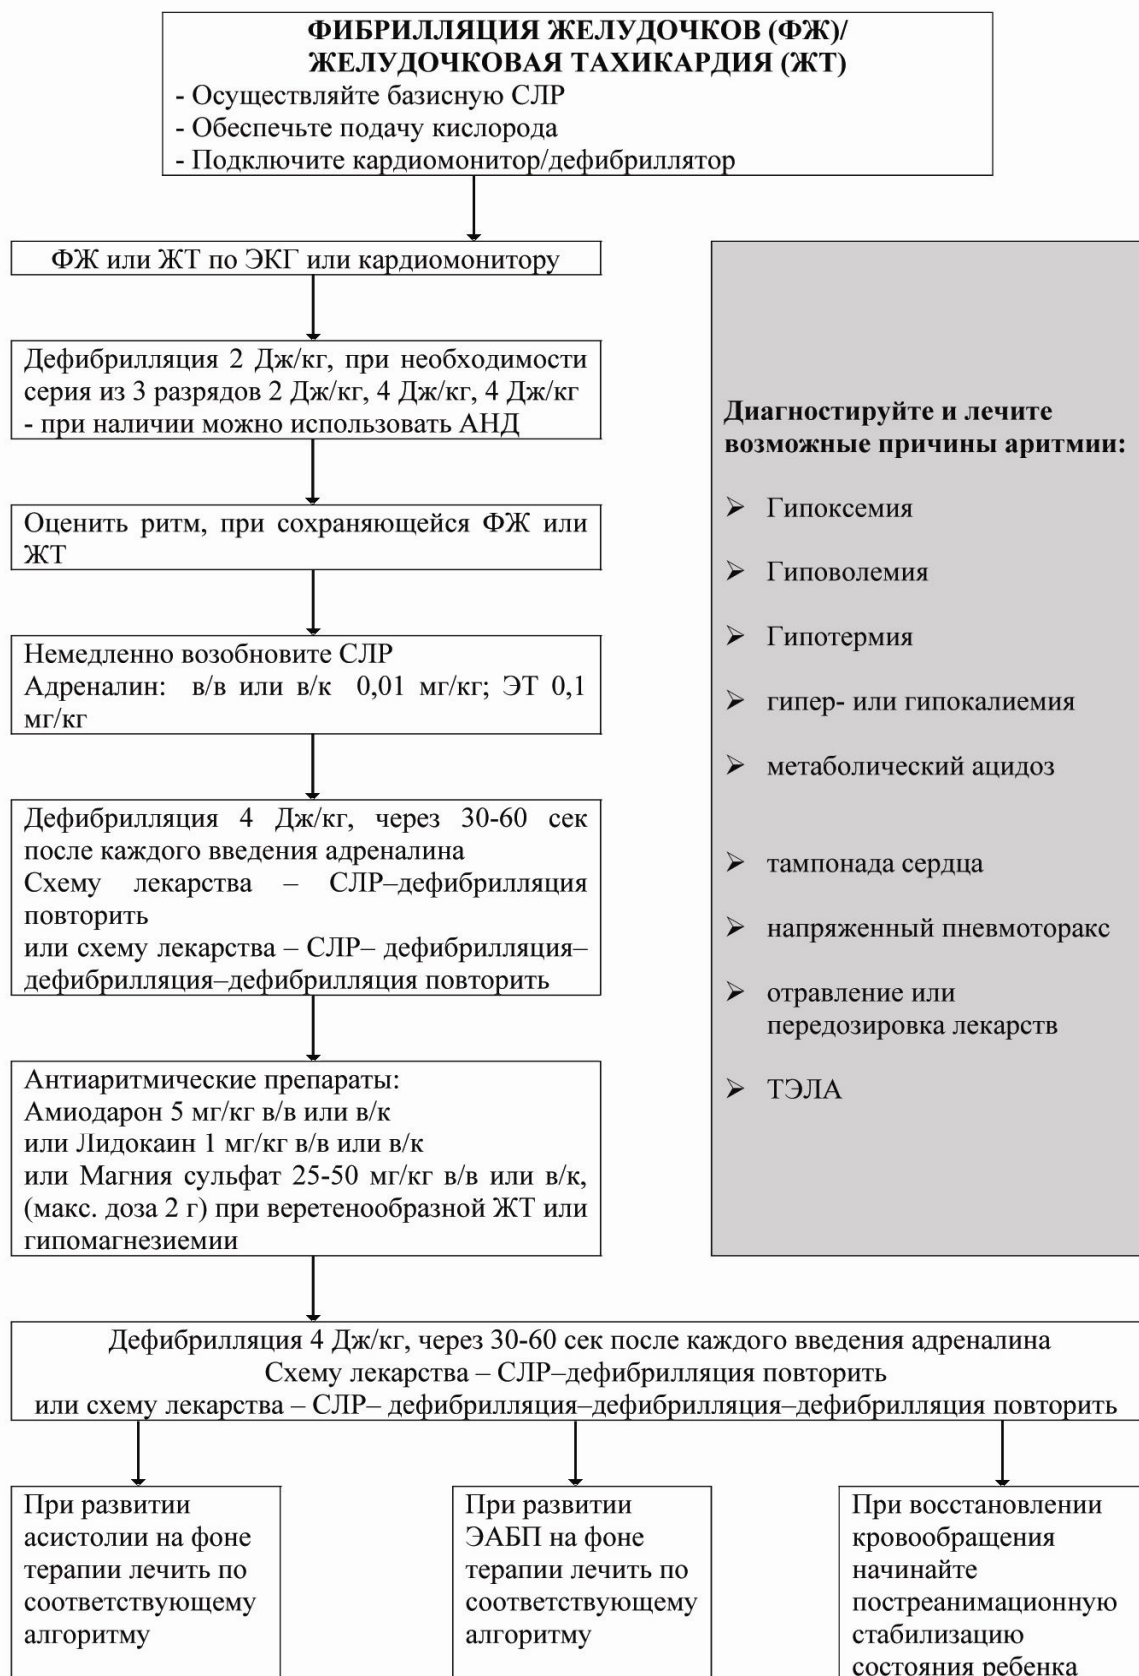 ФИБРИЛЛЯЦИЯ ЖЕЛУДОЧКОВ (ФЖ)/
ЖЕЛУДОЧКОВАЯ ТАХИКАРДИЯ (ЖТ)
- Осуществляйте базисную СЛР
- Обеспечьте подачу кислорода
- Подключите кардиомонитор/дефибриллятор
ФЖ или ЖТ по ЭКГ или кардиомонитору
Дефибрилляция 2 Дж/кг, при необходимости
серия из 3 разрядов 2 Дж/кг, 4 Дж/кг, 4 Дж/кг
- при наличии можно использовать АНД
Оценить ритм, при сохраняющейся ФЖ или
ЖТ
Немедленно возобновите СЛР
Адреналин: в/в или в/к 0,01 мг/кг; ЭТ 0,1
мг/кг
Дефибрилляция 4 Дж/кг, через 30-60 сек
после каждого введения адреналина
Схему лекарства – СЛР–дефибрилляция
повторить
или схему лекарства – СЛР– дефибрилляция–
дефибрилляция–дефибрилляция повторить
Антиаритмические препараты:
Амиодарон 5 мг/кг в/в или в/к
или Лидокаин 1 мг/кг в/в или в/к
или Магния сульфат 25-50 мг/кг в/в или в/к,
(макс. доза 2 г) при веретенообразной ЖТ или
гипомагнезиемии
Диагностируйте и лечите
возможные причины аритмии:
➢ Гипоксемия
➢ Гиповолемия
➢ Гипотермия
➢ гипер- или гипокалиемия
➢ метаболический ацидоз
➢ тампонада сердца
➢ напряженный пневмоторакс
➢ отравление или
передозировка лекарств
➢ ТЭЛА
Дефибрилляция 4 Дж/кг, через 30-60 сек после каждого введения адреналина
Схему лекарства – СЛР–дефибрилляция повторить
или схему лекарства – СЛР– дефибрилляция–дефибрилляция–дефибрилляция повторить
При развитии
асистолии на фоне
терапии лечить по
соответствующему
алгоритму
При развитии
ЭАБП на фоне
терапии лечить по
соответствующему
алгоритму
При восстановлении
кровообращения
начинайте
постреанимационную
стабилизацию
состояния ребенка